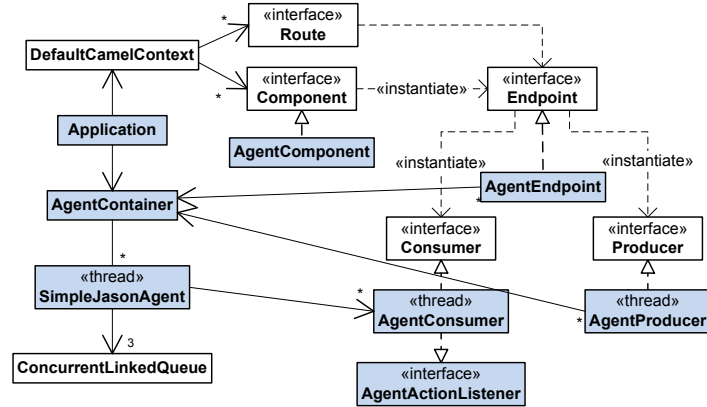 *
«interface»
Route
DefaultCamelContext
«interface»
Component
*
«instantiate»
«interface»
Endpoint
Application
AgentComponent
«instantiate»
«instantiate»
AgentContainer
AgentEndpoint
*
«interface»
Consumer
«interface»
Producer
*
«thread»
SimpleJasonAgent
*
«thread»
AgentConsumer
*
«thread»
AgentProducer
3
ConcurrentLinkedQueue
«interface»
AgentActionListener